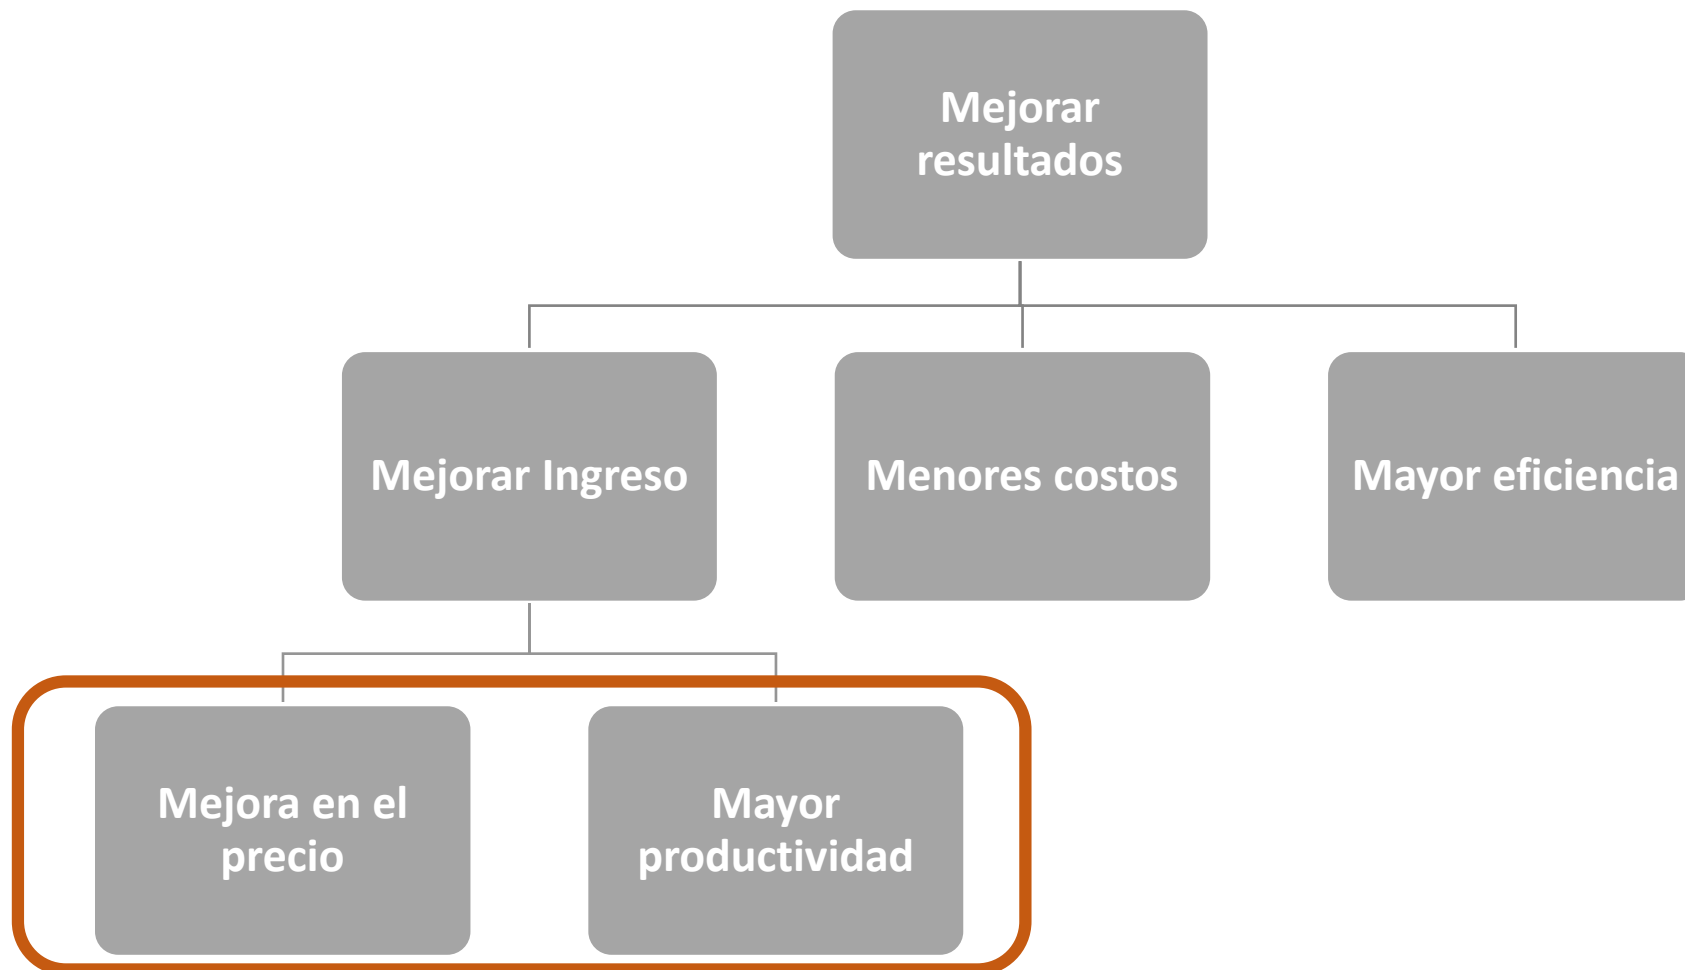 Mejorar
resultados
Mejorar Ingreso
Menores costos
Mayor eficiencia
Mejora en el
precio
Mayor
productividad